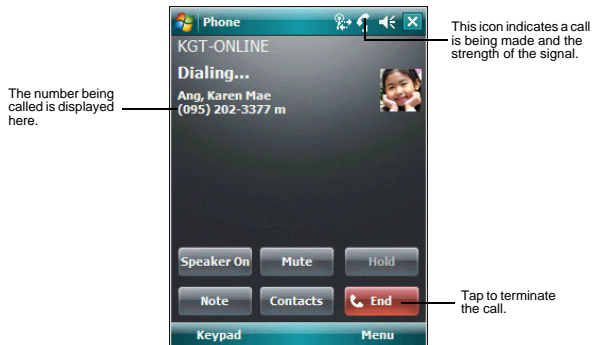 Phone
KGT-ONLINE
Dialing...
Ang, Karen Mae
(095) 202-3377 m
Speaker On
Mute
Hold
Note
Contacts
End
Keypad
Menu
The number being
called is displayed
here.
This icon indicates a call
is being made and the
strength of the signal.
Tap to terminate
the call.